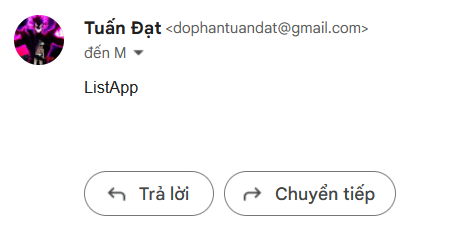 Tuấn Đạt <dophantuandat@gmail.com>
đến M
ListApp
Trả lời
Chuyển tiếp